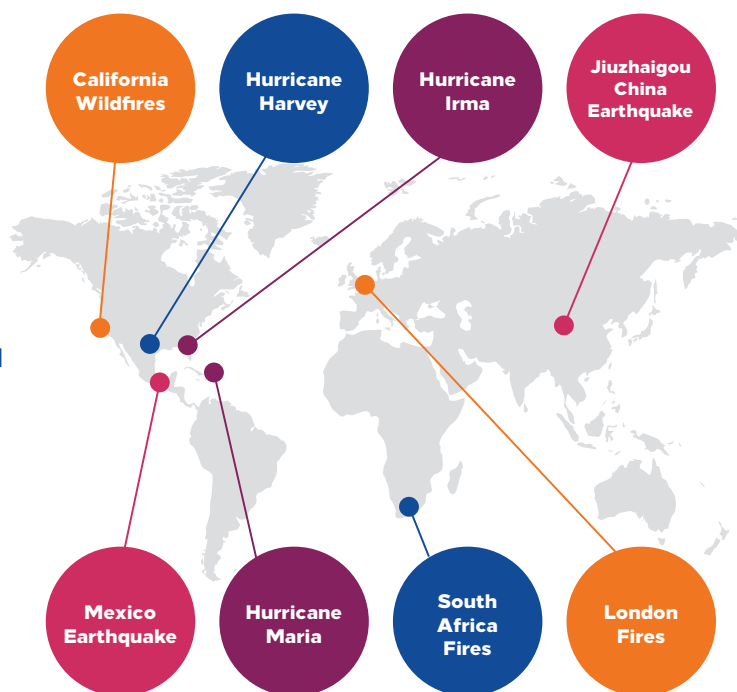 California
Wildfires
Hurricane
Harvey
Hurricane
Irma
Jiuzhaigou
China
Earthquake
Mexico
Earthquake
Hurricane
Maria
South
Africa
Fires
London
Fires